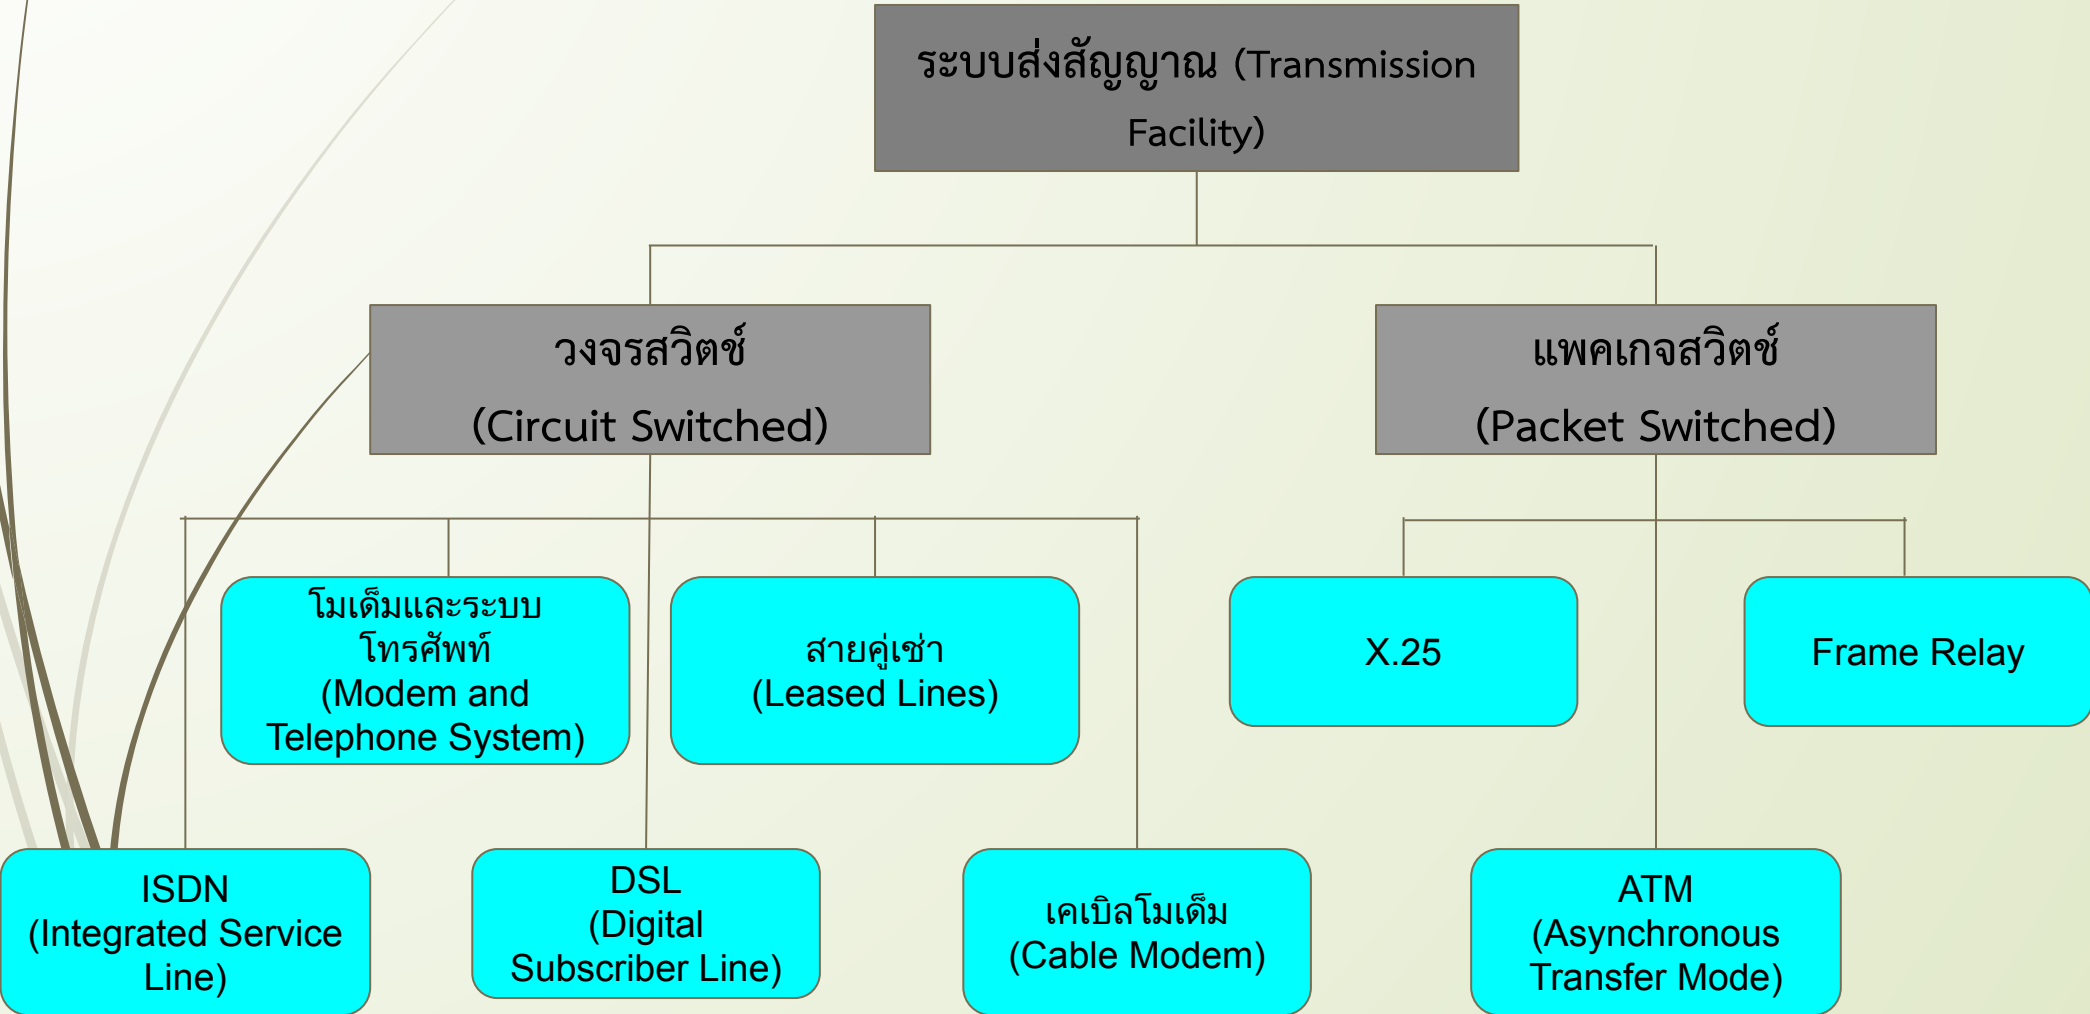 ระบบส่งสัญญาณ (Transmission
Facility)
วงจรสวิตช์
(Circuit Switched)
แพคเกจสวิตช์
(Packet Switched)
โมเด็มและระบบ
โทรศัพท์
(Modem and
Telephone System)
สายคู่เช่า
(Leased Lines)
X.25
Frame Relay
ISDN
(Integrated Service
Line)
DSL
(Digital
Subscriber Line)
เคเบิลโมเด็ม
(Cable Modem)
ATM
(Asynchronous
Transfer Mode)